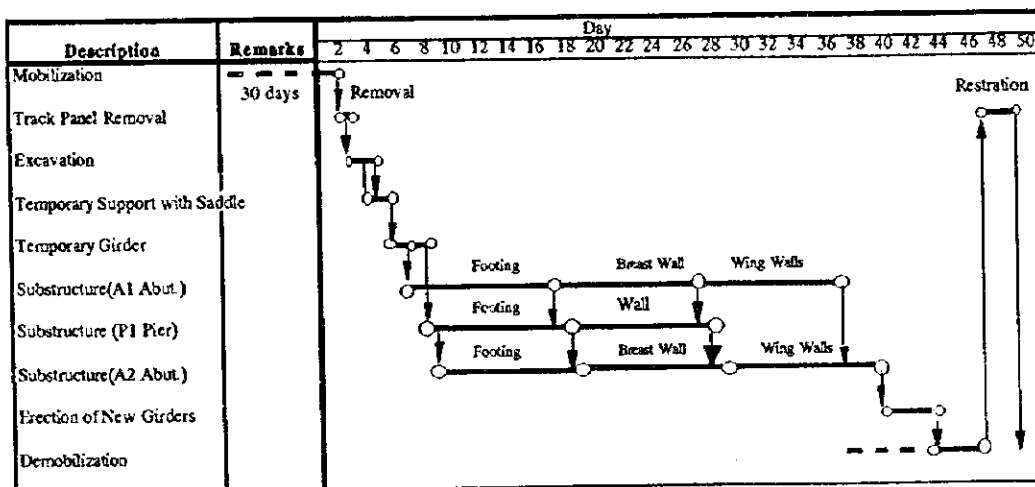 Day
Description Remarks 2 4 6 8 10 12 14 16 18 20 22 24 26 28 30 32 34 36 38 40 42 44 46 48 50
Mobilization
30 days Removal Restration
Track Panel Removal
Excavation
Temporary Support with Saddle
Temporary Girder
Footing Breast Wall Wing Walls
Substructure(A1 Abut.)
Footing Wall
Substructure (P1 Pier)
Footing Breast Wall Wing Walls
Substructure(A2 Abut.)
Erection of New Girders
Demobilization